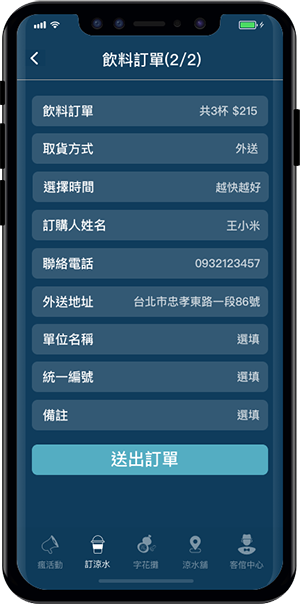 飲料訂單(2/2)
飲料訂單 共3杯 $215
取貨方式 外送
選擇時間 越快越好
訂購人姓名 王小米
聯絡電話 0932123457
外送地址 台北市忠孝東路一段86號
單位名稱 選填
統一編號 選填
備註 選填
送出訂單
瘋活動 訂涼水 字花攤 涼水舖 客信中心